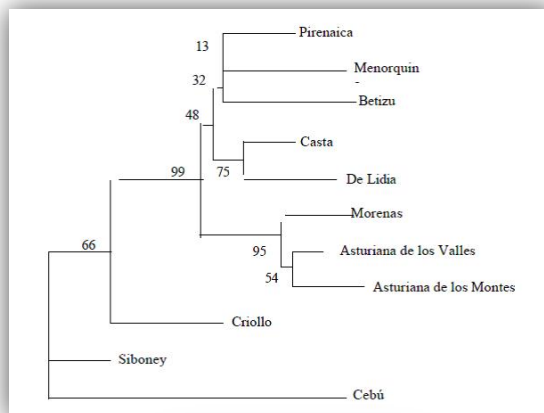 Pirenaica
13
Menorquin
-
32
Betizu
48
Casta
99
75
De Lidia
Morenas
66
95
Asturiana de los Valles
54
Asturiana de los Montes
Criollo
Siboney
Cebú